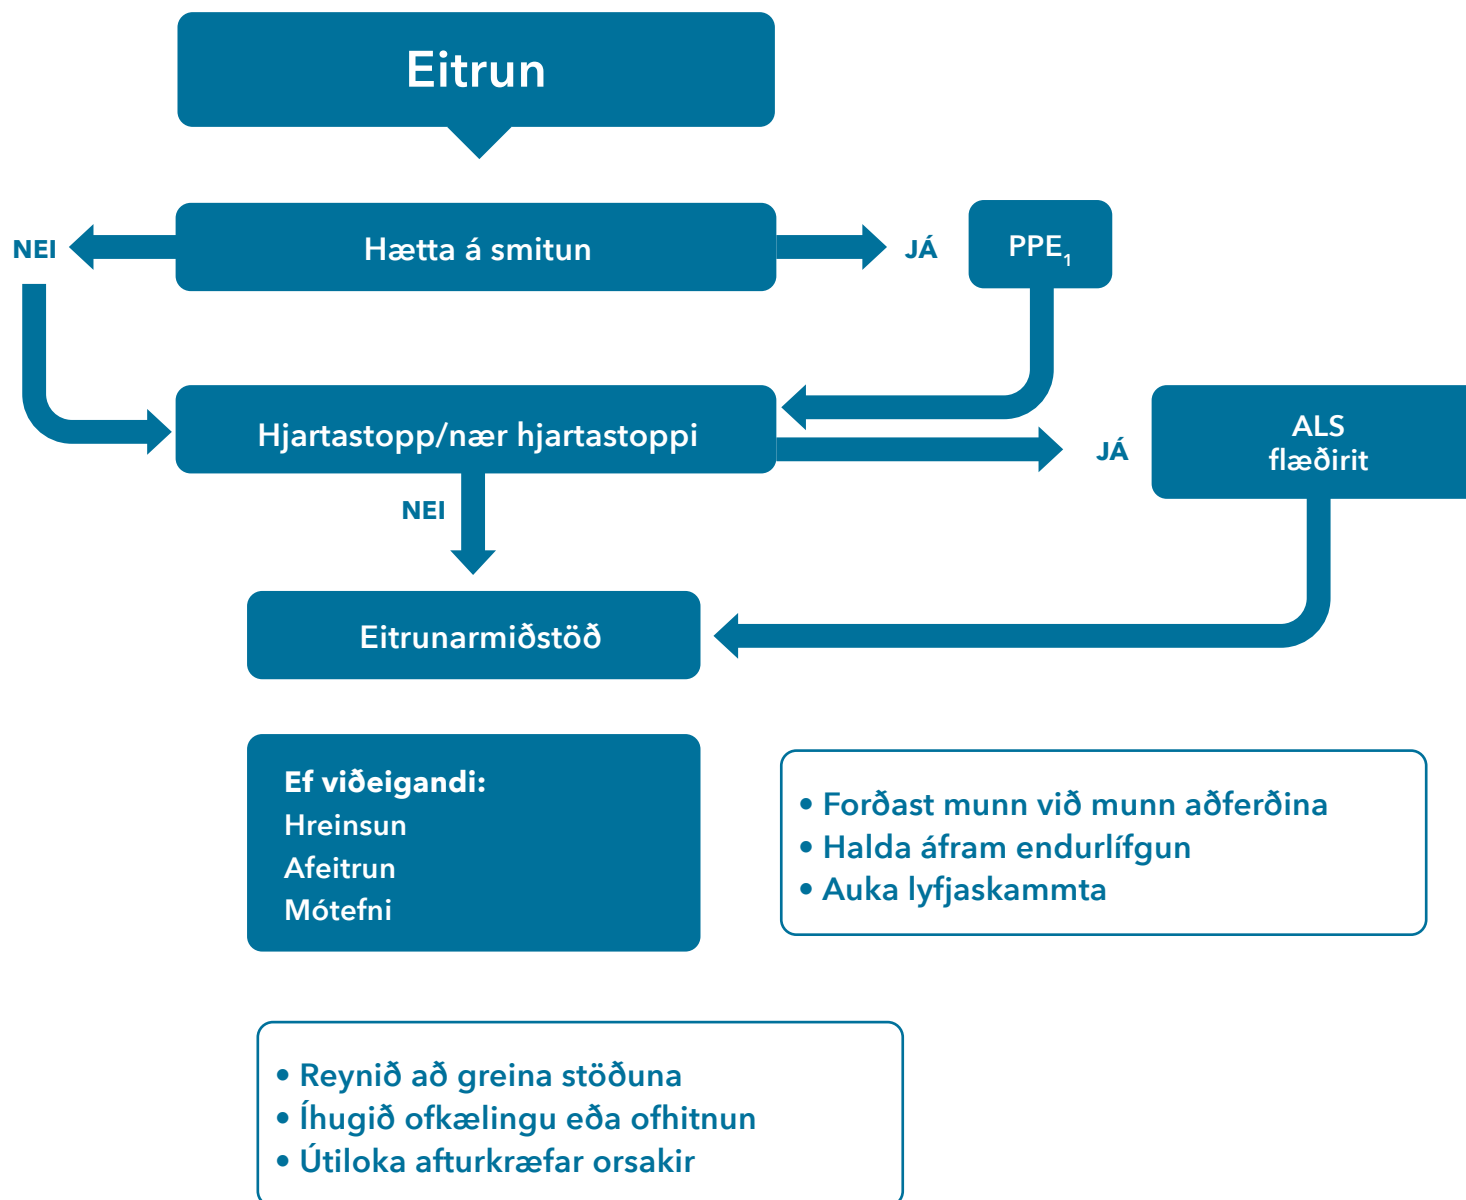 Eitrun
NEI
Hætta á smitun
JÁ
PPE₁
Hjartastopp/nær hjartastoppi
JÁ
ALS
flæðirit
NEI
Eitrunarmiðstöð
Ef viðeigandi:
Hreinsun
Afeitrun
Mótefni
• Forðast munn við munn aðferðina
• Halda áfram endurlífgun
• Auka lyfjaskammta
• Reynið að greina stöðuna
• Íhugið ofkælingu eða ofhitnun
• Útiloka afturkræfar orsakir